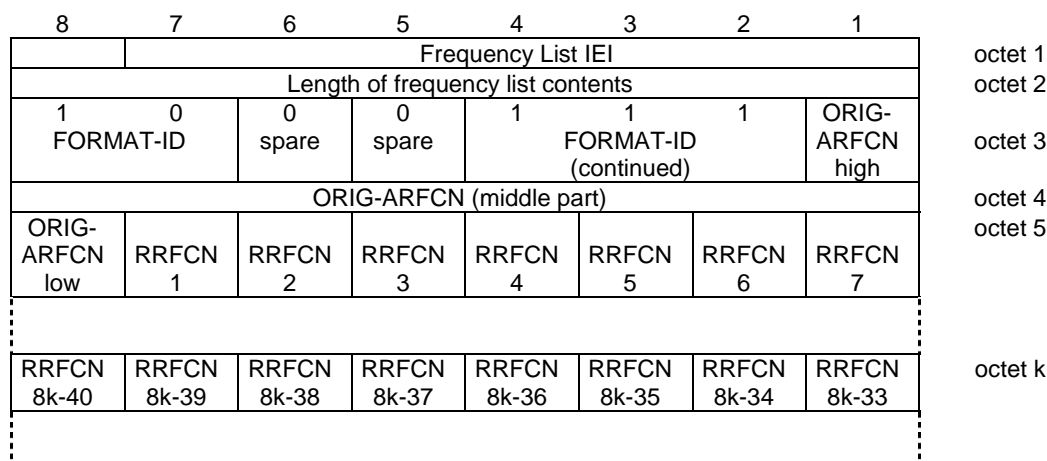 8 7 6 5 4 3 2 1
Frequency List IEI octet 1
Length of frequency list contents octet 2
1 0 0 0 1 1 1 ORIG-
FORMAT-ID spare spare FORMAT-ID ARFCN octet 3
(continued) high
ORIG-ARFCN (middle part) octet 4
ORIG- octet 5
ARFCN RRFCN RRFCN RRFCN RRFCN RRFCN RRFCN RRFCN
low 1 2 3 4 5 6 7
RRFCN RRFCN RRFCN RRFCN RRFCN RRFCN RRFCN RRFCN octet k
8k-40 8k-39 8k-38 8k-37 8k-36 8k-35 8k-34 8k-33